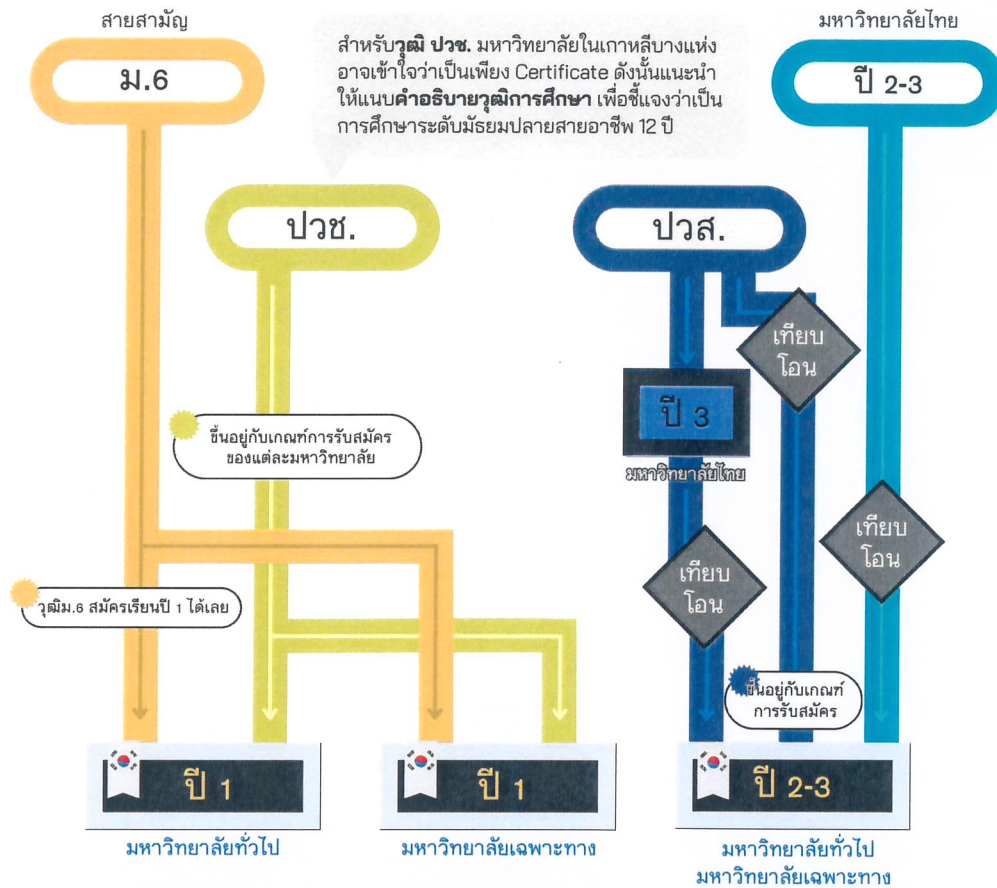 สายสามัญ
ม.6
สำหรับวุฒิ ปวช. มหาวิทยาลัยในเกาหลีบางแห่ง
อาจเข้าใจว่าเป็นเพียง Certificate ดังนั้นแนะนำ
ให้แนบคำอธิบายวุฒิการศึกษา เพื่อชี้แจงว่าเป็น
การศึกษาระดับมัธยมปลายสายอาชีพ 12 ปี
มหาวิทยาลัยไทย
ปี 2-3
ปวช.
ปวส.
เทียบ
โอน
ปี 3
มหาวิทยาลัยไทย
ขึ้นอยู่กับเกณฑ์การรับสมัคร
ของแต่ละมหาวิทยาลัย
เทียบ
โอน
เทียบ
โอน
วุฒิม.6 สมัครเรียนปี 1 ได้เลย
ขึ้นอยู่กับเกณฑ์
การรับสมัคร
ปี 1
มหาวิทยาลัยทั่วไป
ปี 1
มหาวิทยาลัยเฉพาะทาง
ปี 2-3
มหาวิทยาลัยทั่วไป
มหาวิทยาลัยเฉพาะทาง